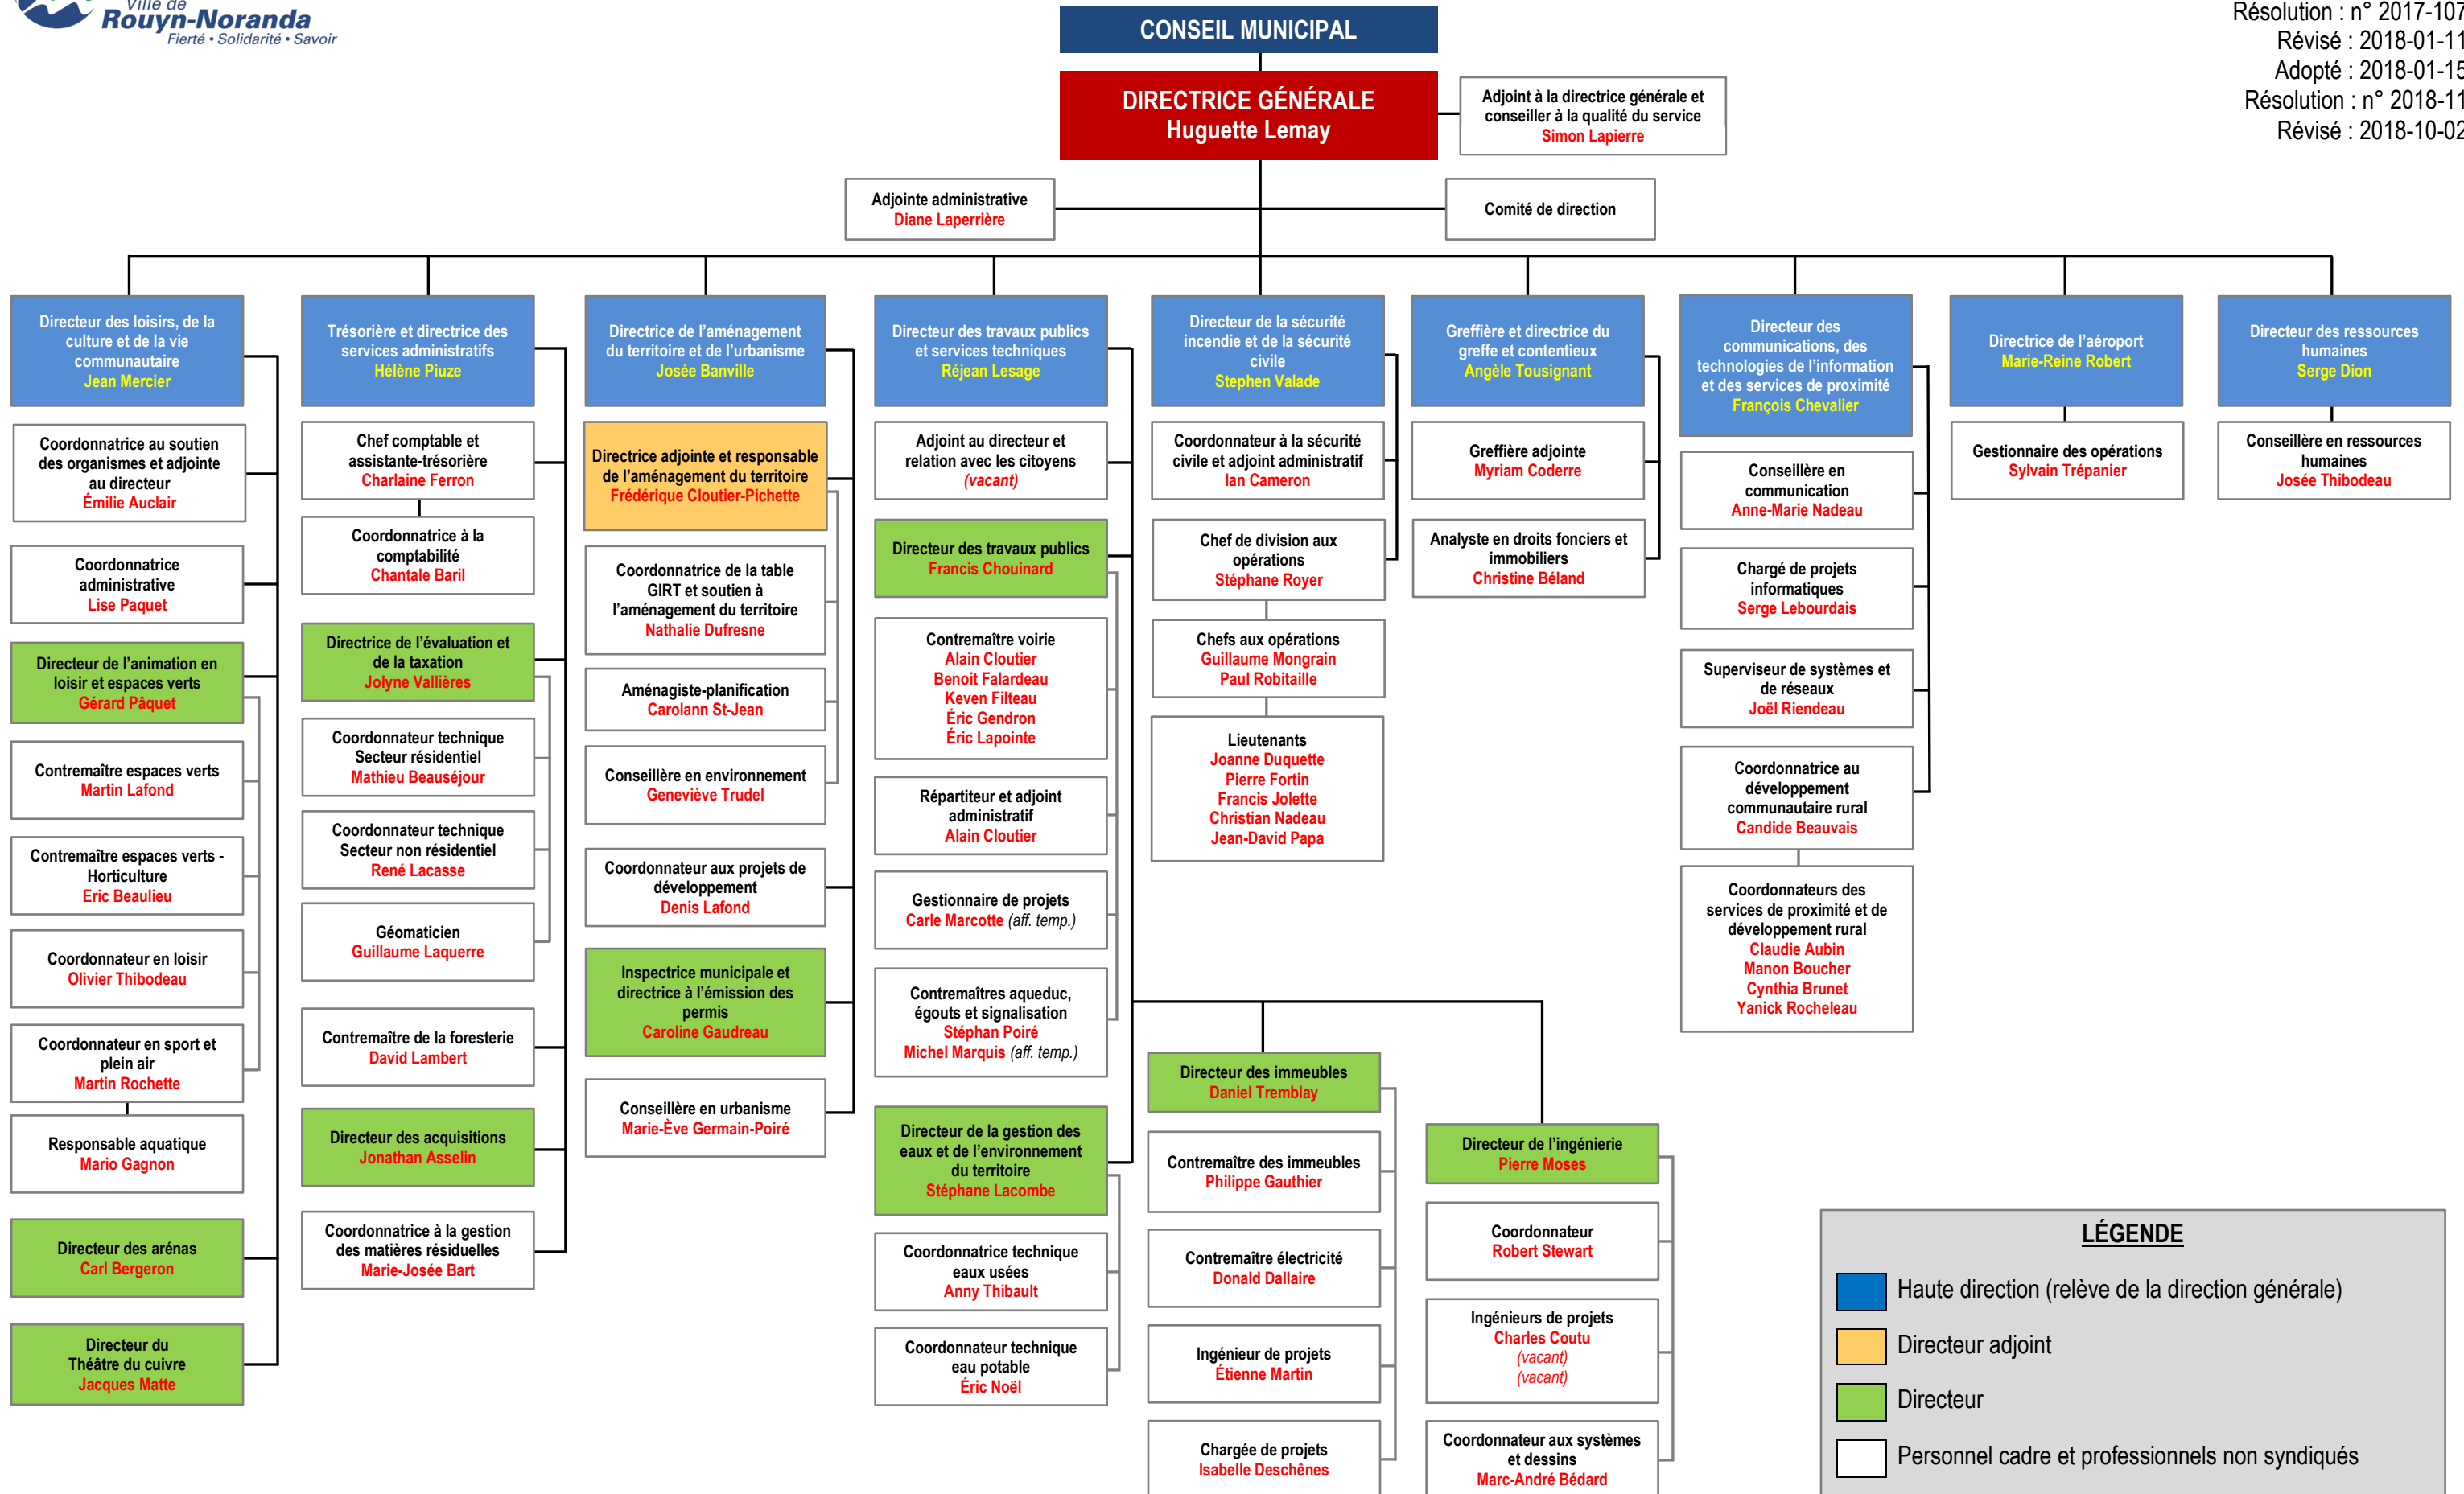 Ville de
Rouyn-Noranda
Fierté • Solidarité • Savoir
Résolution : n° 2017-107
Révisé : 2018-01-11
Adopté : 2018-01-15
Résolution : n° 2018-11
Révisé : 2018-10-02
CONSEIL MUNICIPAL
DIRECTRICE GÉNÉRALE
Huguette Lemay
Adjoint à la directrice générale et
conseiller à la qualité du service
Simon Lapierre
Adjointe administrative
Diane Laperrière
Comité de direction
Directeur des loisirs, de la
culture et de la vie
communautaire
Jean Mercier
Coordonnatrice au soutien
des organismes et adjointe
au directeur
Émilie Auclair
Coordonnatrice
administrative
Lise Paquet
Directeur de l'animation en
loisir et espaces verts
Gérard Pâquet
Contremaître espaces verts
Martin Lafond
Contremaître espaces verts -
Horticulture
Eric Beaulieu
Coordonnateur en loisir
Olivier Thibodeau
Coordonnateur en sport et
plein air
Martin Rochette
Responsable aquatique
Mario Gagnon
Directeur des arénas
Carl Bergeron
Directeur du
Théâtre du cuivre
Jacques Matte
Trésorière et directrice des
services administratifs
Hélène Piuze
Chef comptable et
assistante-trésorière
Charlaine Ferron
Coordonnatrice à la
comptabilité
Chantale Baril
Directrice de l'évaluation et
de la taxation
Jolyne Vallières
Coordonnateur technique
Secteur résidentiel
Mathieu Beauséjour
Coordonnateur technique
Secteur non résidentiel
René Lacasse
Géomaticien
Guillaume Laquerre
Contremaître de la foresterie
David Lambert
Directeur des acquisitions
Jonathan Asselin
Coordonnatrice à la gestion
des matières résiduelles
Marie-Josée Bart
Directrice de l'aménagement
du territoire et de l'urbanisme
Josée Banville
Directrice adjointe et responsable
de l'aménagement du territoire
Frédérique Cloutier-Pichette
Coordonnatrice de la table
GIRT et soutien à
l'aménagement du territoire
Nathalie Dufresne
Aménagiste-planification
Carolann St-Jean
Conseillère en environnement
Geneviève Trudel
Coordonnateur aux projets de
développement
Denis Lafond
Inspectrice municipale et
directrice à l'émission des
permis
Caroline Gaudreau
Conseillère en urbanisme
Marie-Ève Germain-Poiré
Directeur des travaux publics
et services techniques
Réjean Lesage
Adjoint au directeur et
relation avec les citoyens
(vacant)
Directeur des travaux publics
Francis Chouinard
Contremaître voirie
Alain Cloutier
Benoit Falardeau
Keven Filteau
Éric Gendron
Éric Lapointe
Répartiteur et adjoint
administratif
Alain Cloutier
Gestionnaire de projets
Carle Marcotte (aff. temp.)
Contremaîtres aqueduc,
égouts et signalisation
Stéphan Poiré
Michel Marquis (aff. temp.)
Directeur de la gestion des
eaux et de l'environnement
du territoire
Stéphane Lacombe
Coordonnatrice technique
eaux usées
Anny Thibault
Coordonnateur technique
eau potable
Éric Noël
Directeur des immeubles
Daniel Tremblay
Contremaître des immeubles
Philippe Gauthier
Contremaître électricité
Donald Dallaire
Ingénieur de projets
Étienne Martin
Chargée de projets
Isabelle Deschênes
Directeur de l'ingénierie
Pierre Moses
Coordonnateur
Robert Stewart
Ingénieurs de projets
Charles Coutu
(vacant)
(vacant)
Coordonnateur aux systèmes
et dessins
Marc-André Bédard
Directeur de la sécurité
incendie et de la sécurité
civile
Stephen Valade
Coordonnateur à la sécurité
civile et adjoint administratif
Ian Cameron
Chef de division aux
opérations
Stéphane Royer
Chefs aux opérations
Guillaume Mongrain
Paul Robitaille
Lieutenants
Joanne Duquette
Pierre Fortin
Francis Jolette
Christian Nadeau
Jean-David Papa
Greffière et directrice du
greffe et contentieux
Angèle Tousignant
Greffière adjointe
Myriam Coderre
Analyste en droits fonciers et
immobiliers
Christine Béland
Directeur des
communications, des
technologies de l'information
et des services de proximité
François Chevalier
Conseillère en
communication
Anne-Marie Nadeau
Chargé de projets
informatiques
Serge Lebourdais
Superviseur de systèmes et
de réseaux
Joël Riendeau
Coordonnatrice au
développement
communautaire rural
Candide Beauvais
Coordonnateurs des
services de proximité et de
développement rural
Claudie Aubin
Manon Boucher
Cynthia Brunet
Yanick Rocheleau
Directrice de l'aéroport
Marie-Reine Robert
Gestionnaire des opérations
Sylvain Trépanier
Directeur des ressources
humaines
Serge Dion
Conseillère en ressources
humaines
Josée Thibodeau
LÉGENDE
Haute direction (relève de la direction générale)
Directeur adjoint
Directeur
Personnel cadre et professionnels non syndiqués